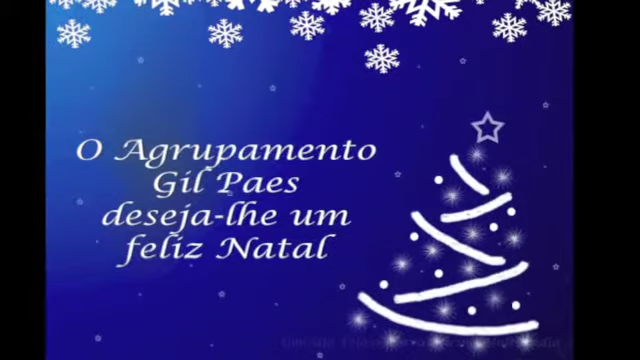 O Agrupamento
Gil Paes
deseja-lhe um
feliz Natal